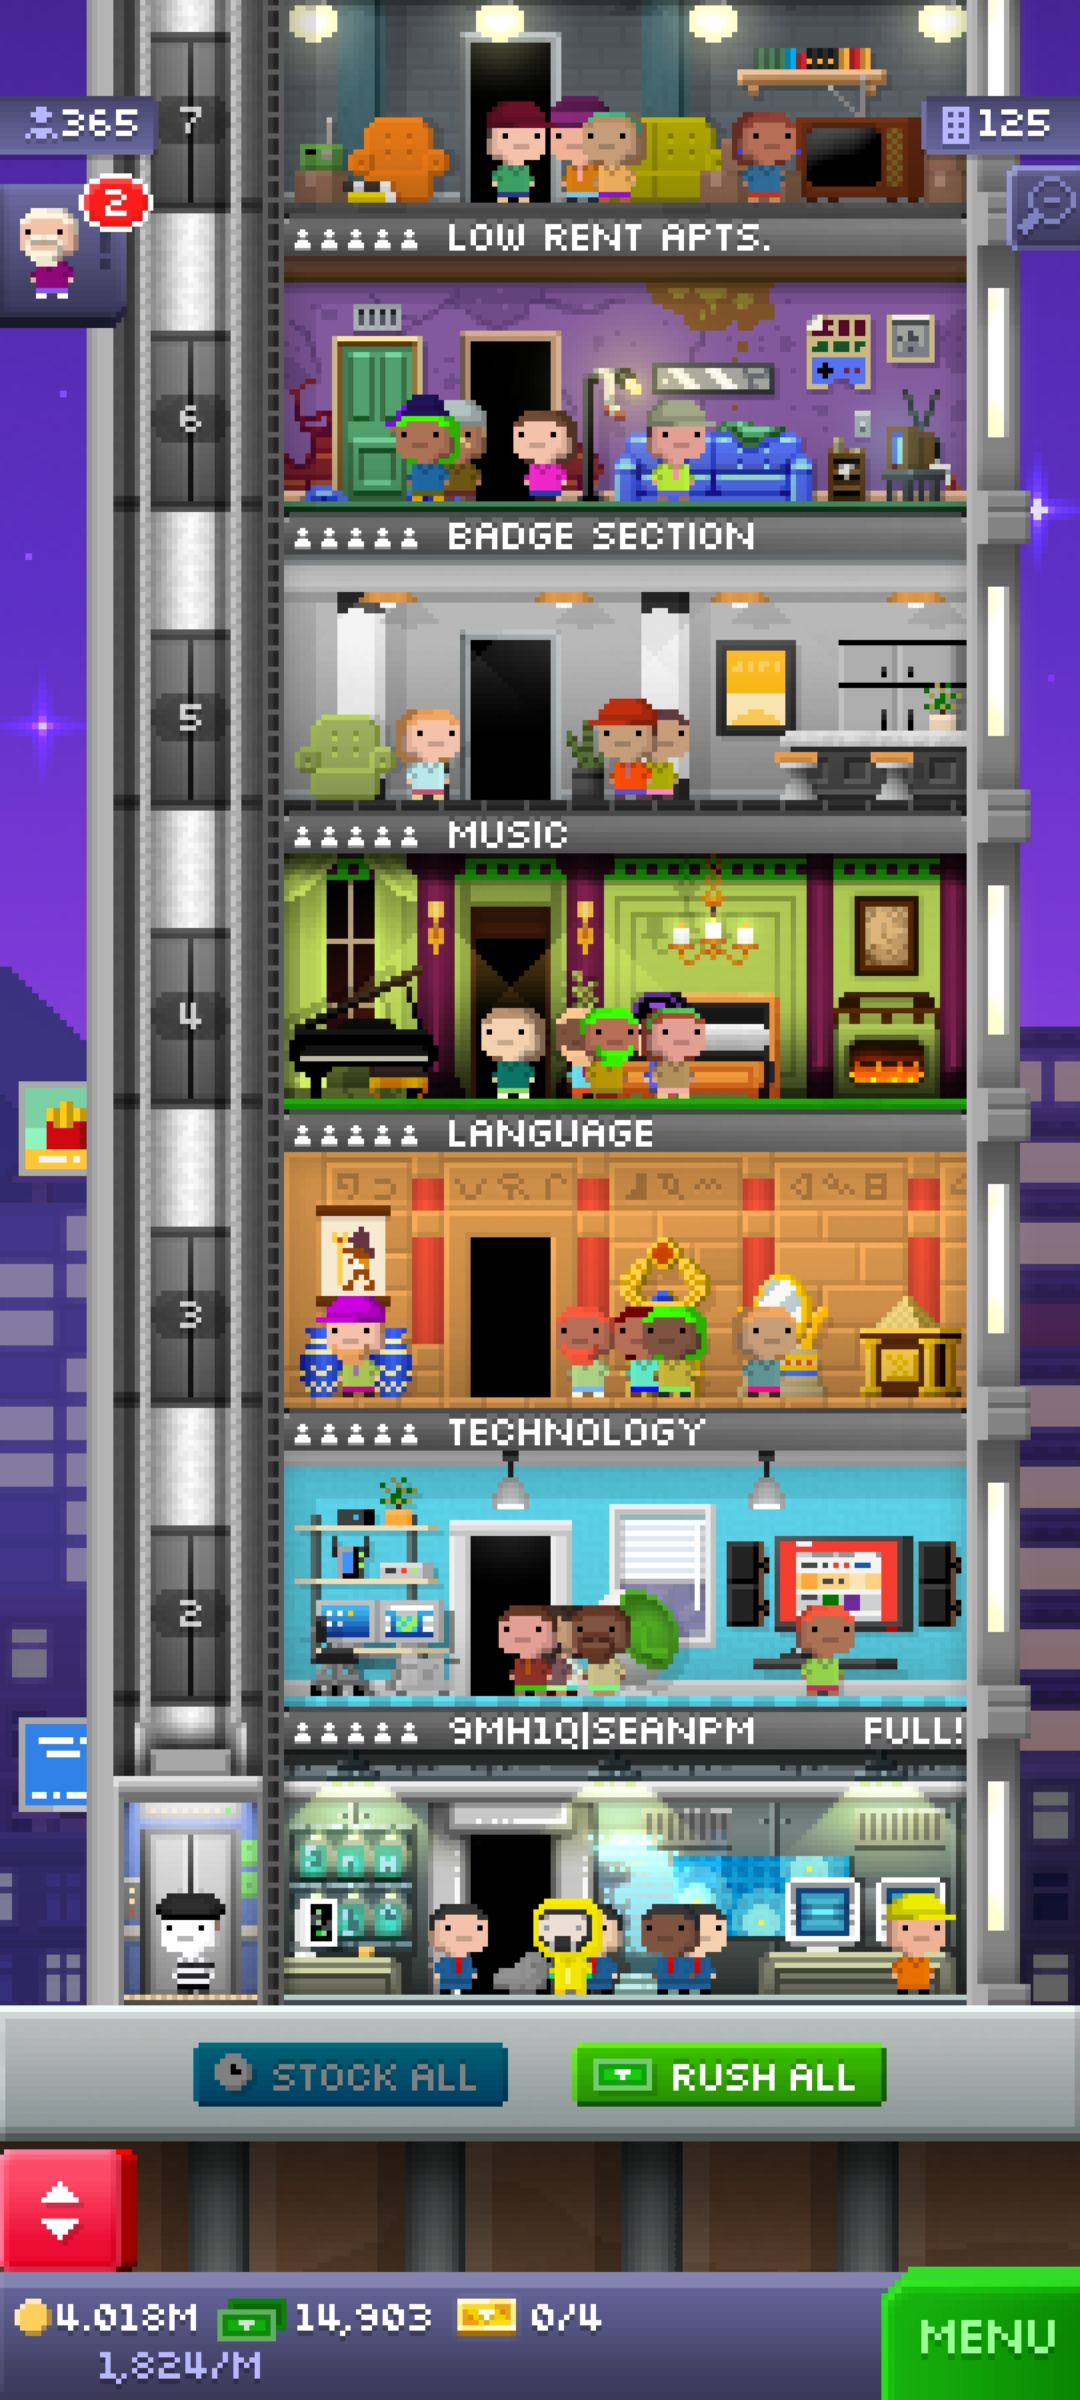 7
365
125
2
LOW RENT APTS.
6
BADGE SECTION
5
MUSIC
4
LANGUAGE
3
TECHNOLOGY
2
9MH1Q|SEANPM FULL!
STOCK ALL
RUSH ALL
4.018M 14,903 0/4
1,824/M
MENU